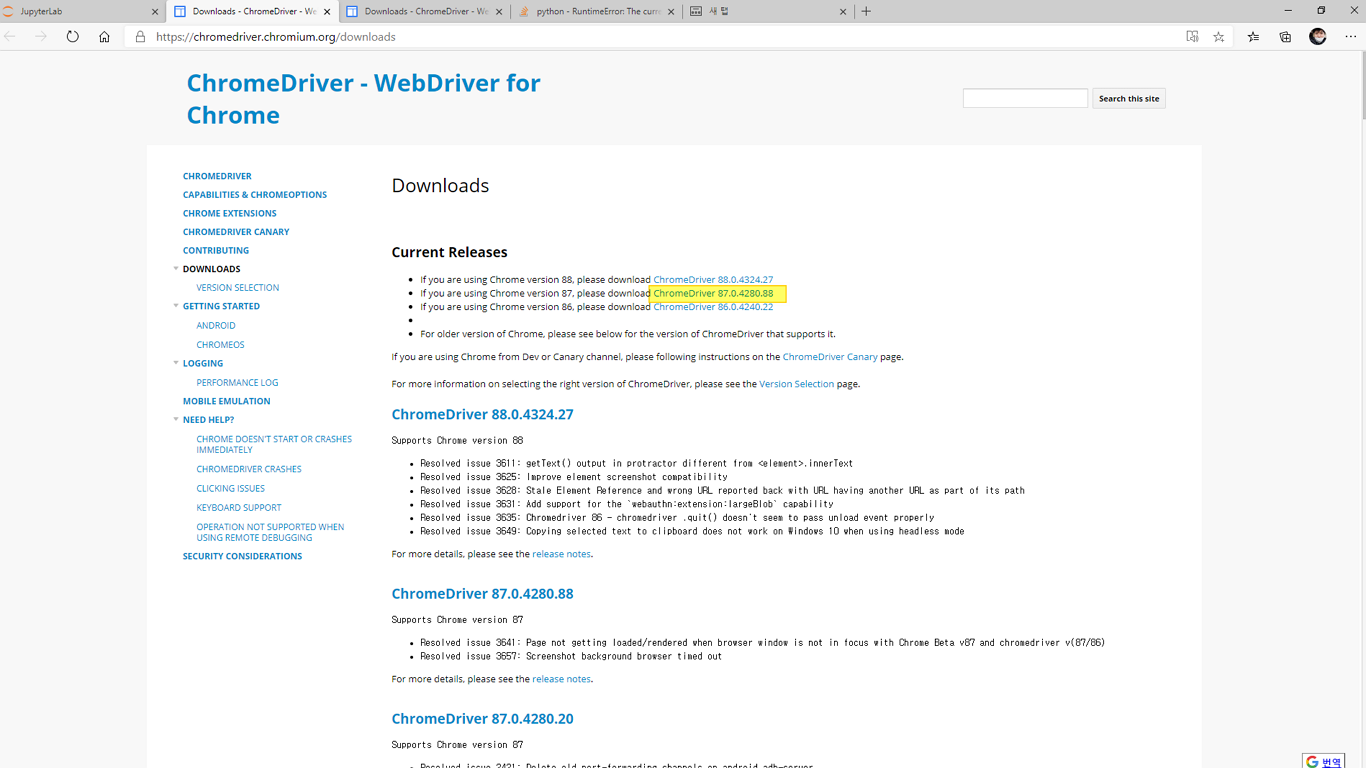 JupyterLab
Downloads - ChromeDriver - We
Downloads - ChromeDriver - We
python - RuntimeError: The curr
새 탭
https://chromedriver.chromium.org/downloads
ChromeDriver - WebDriver for
Chrome
Search this site
CHROMEDRIVER
CAPABILITIES & CHROMEOPTIONS
CHROME EXTENSIONS
CHROMEDRIVER CANARY
CONTRIBUTING
DOWNLOADS
VERSION SELECTION
GETTING STARTED
ANDROID
CHROMEOS
LOGGING
PERFORMANCE LOG
MOBILE EMULATION
NEED HELP?
CHROME DOESN'T START OR CRASHES
IMMEDIATELY
CHROMEDRIVER CRASHES
CLICKING ISSUES
KEYBOARD SUPPORT
OPERATION NOT SUPPORTED WHEN
USING REMOTE DEBUGGING
SECURITY CONSIDERATIONS
Downloads
Current Releases
If you are using Chrome version 88, please download ChromeDriver 88.0.4324.27
If you are using Chrome version 87, please download ChromeDriver 87.0.4280.88
If you are using Chrome version 86, please download ChromeDriver 86.0.4240.22
For older version of Chrome, please see below for the version of ChromeDriver that supports it.
If you are using Chrome from Dev or Canary channel, please following instructions on the ChromeDriver Canary page.
For more information on selecting the right version of ChromeDriver, please see the Version Selection page.
ChromeDriver 88.0.4324.27
Supports Chrome version 88
Resolved issue 3611: getText() output in protractor different from <element>.innerText
Resolved issue 3625: Improve element screenshot compatibility
Resolved issue 3628: Stale Element Reference and wrong URL reported back with URL having another URL as part of its path
Resolved issue 3631: Add support for the `webauthn:extension:largeBlob` capability
Resolved issue 3635: Chromedriver 86 - chromedriver .quit() doesn't seem to pass unload event properly
Resolved issue 3649: Copying selected text to clipboard does not work on Windows 10 when using headless mode
For more details, please see the release notes.
ChromeDriver 87.0.4280.88
Supports Chrome version 87
Resolved issue 3641: Page not getting loaded/rendered when browser window is not in focus with Chrome Beta v87 and chromedriver v(87/86)
Resolved issue 3657: Screenshot background browser timed out
For more details, please see the release notes.
ChromeDriver 87.0.4280.20
Supports Chrome version 87
Resolved issue 3421: Delete old port-forwarding channels on android adb-server
번역